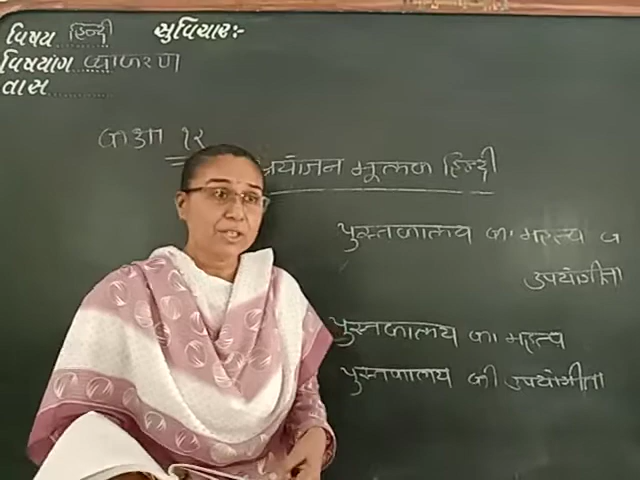 વિષય हिन्दी
સુવિચારઃ-
વિષયાંગ व्याकरण
તાસ
कक्षा १२
प्रयोजन मूलक हिन्दी
पुस्तकालय का महत्व व
उपयोगीता
पुस्तकालय का महत्व
पुस्तकालय की उपयोगीता